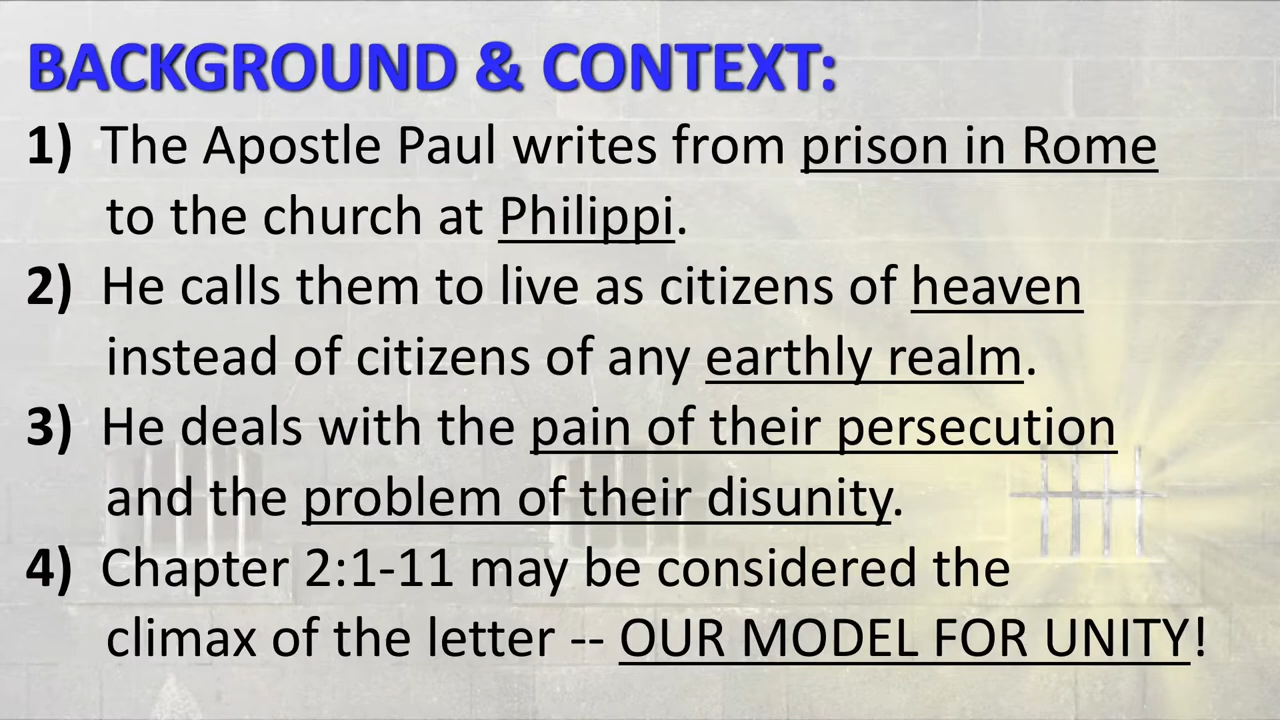 BACKGROUND & CONTEXT:
1) The Apostle Paul writes from prison in Rome
to the church at Philippi.
2) He calls them to live as citizens of heaven
instead of citizens of any earthly realm.
3) He deals with the pain of their persecution
and the problem of their disunity.
4) Chapter 2:1-11 may be considered the
climax of the letter -- OUR MODEL FOR UNITY!